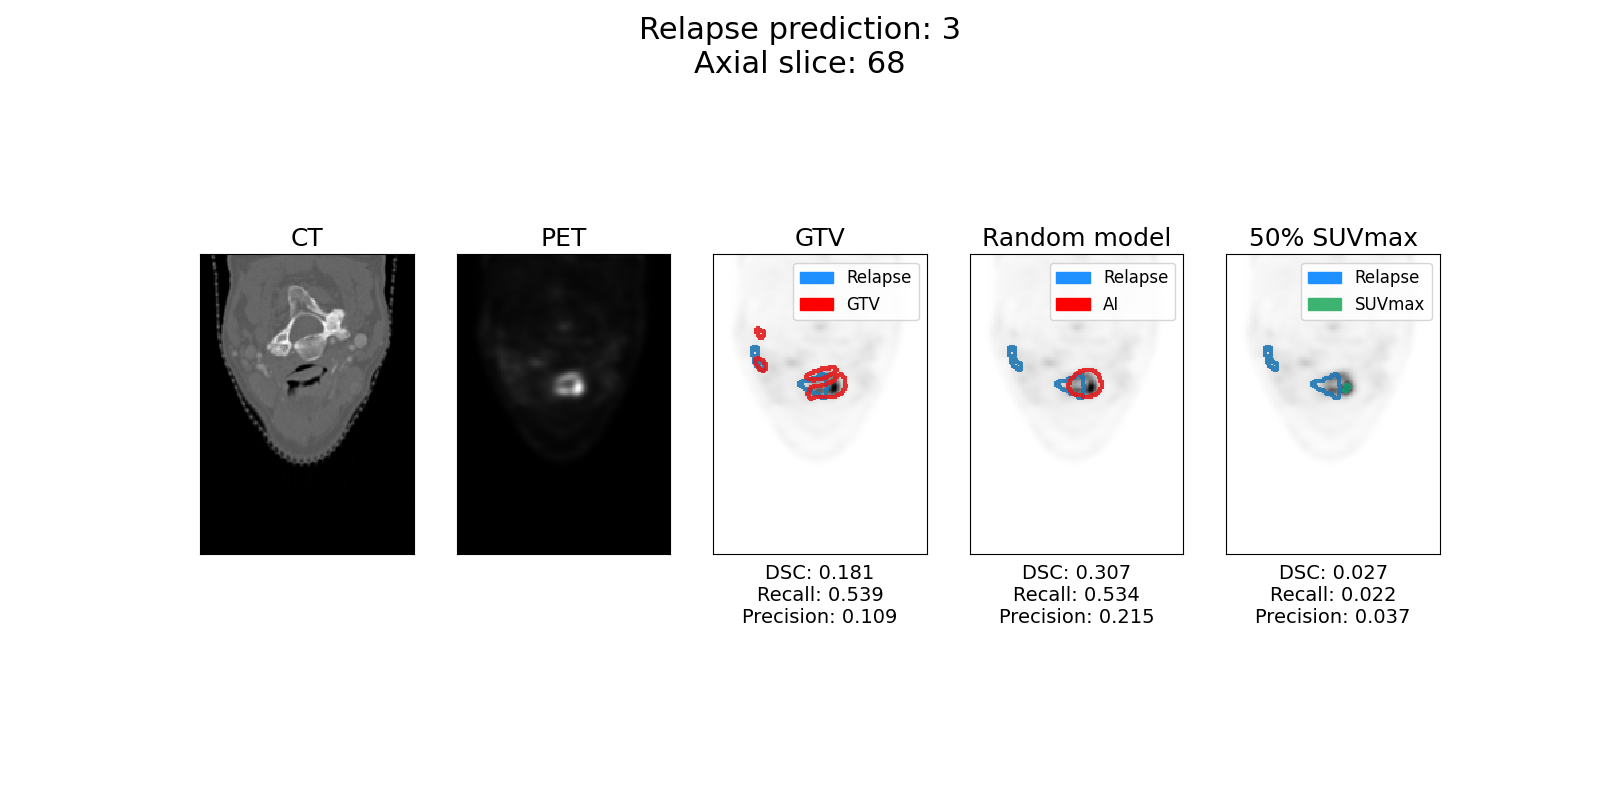 Relapse prediction: 3
Axial slice: 68
CT
PET
GTV
Random model
50% SUVmax
Relapse
GTV
Relapse
AI
Relapse
SUVmax
DSC: 0.181
Recall: 0.539
Precision: 0.109
DSC: 0.307
Recall: 0.534
Precision: 0.215
DSC: 0.027
Recall: 0.022
Precision: 0.037